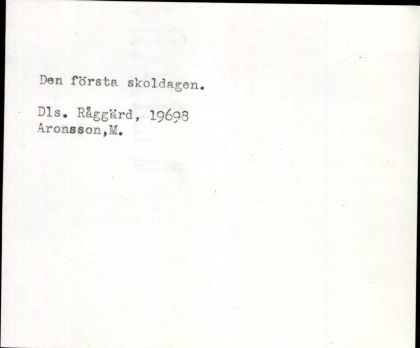 Den första skoldagen.
Dls. Råggärd, 19698
Aronsson,M.